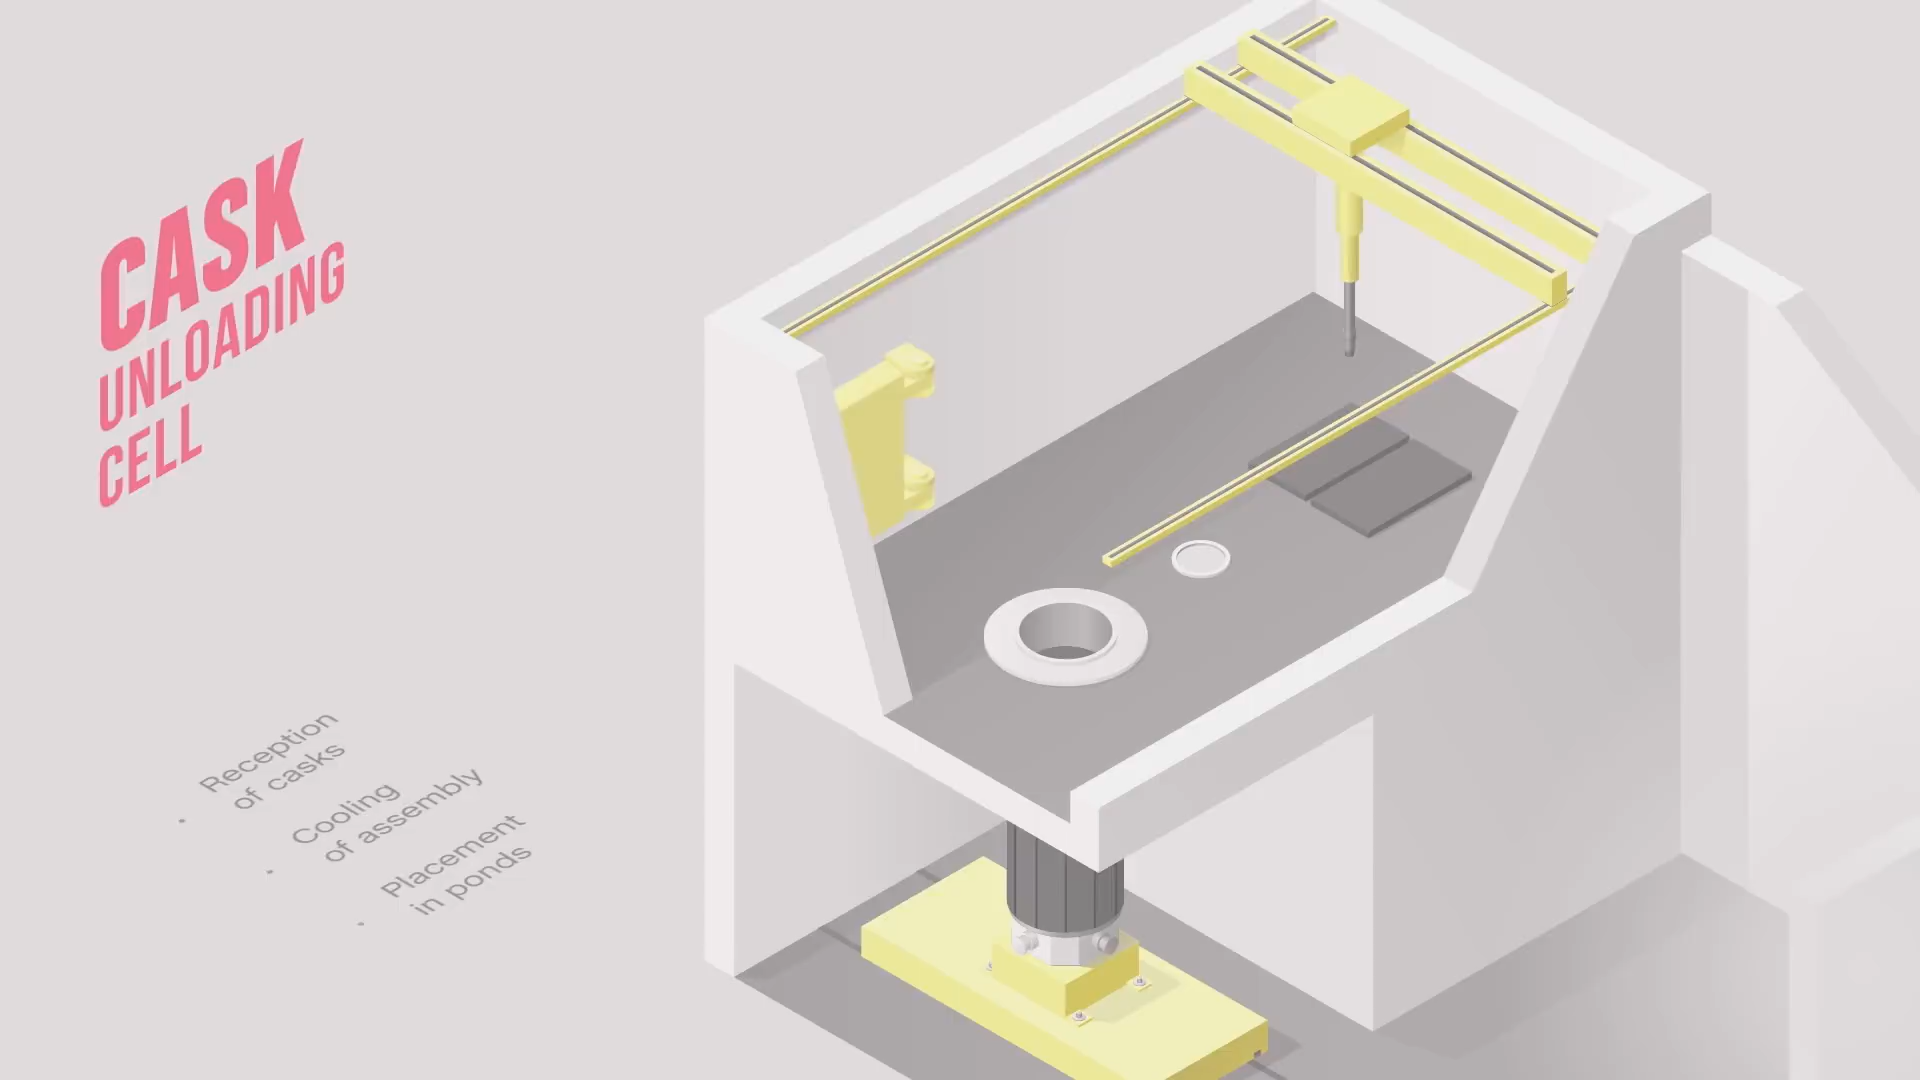 CASK
UNLOADING
CELL
• Reception
of casks
• Cooling
of assembly
• Placement
in ponds